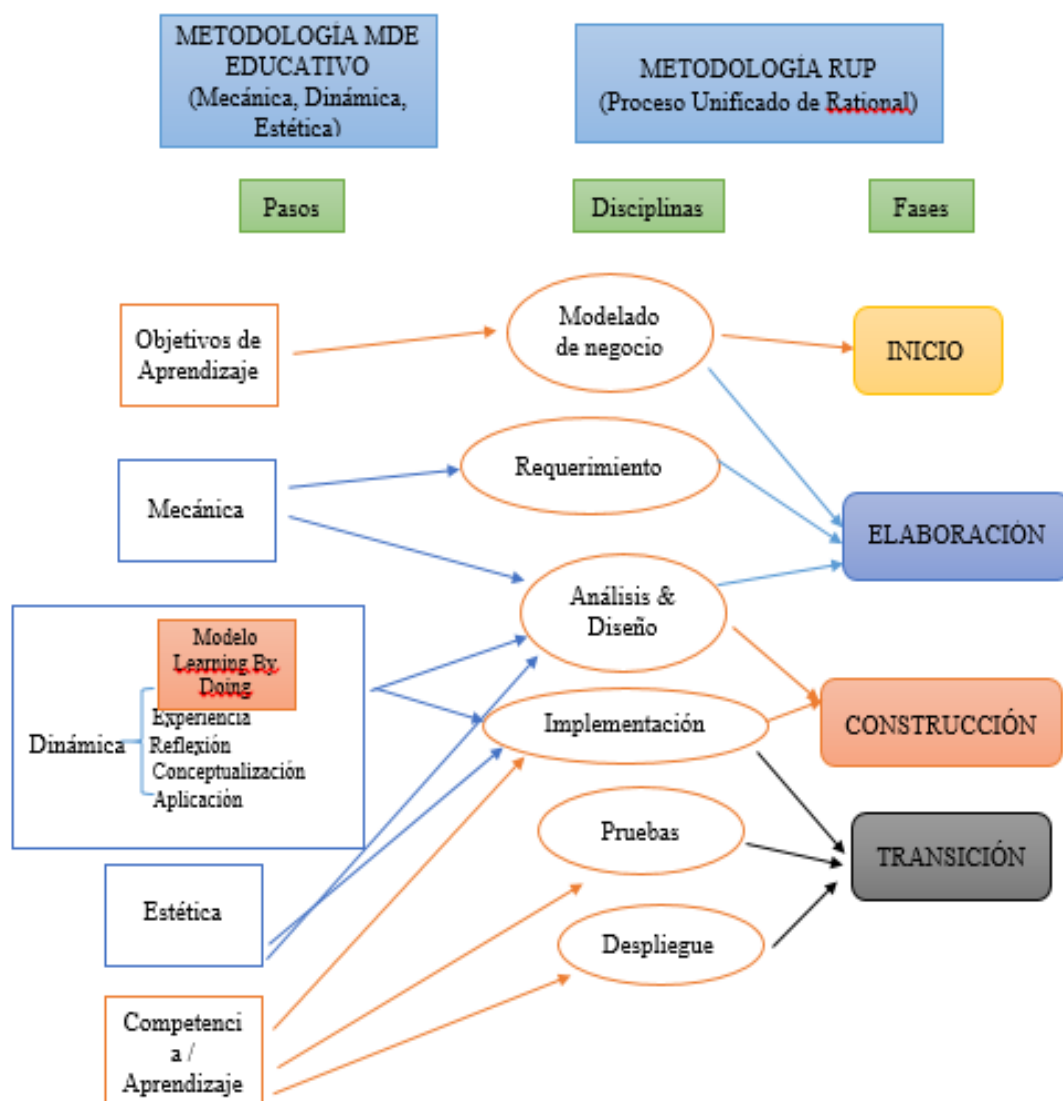 METODOLOGÍA MDE
EDUCATIVO
(Mecánica, Dinámica,
Estética)
METODOLOGÍA RUP
(Proceso Unificado de Rational)
Pasos
Disciplinas
Fases
Objetivos de
Aprendizaje
Modelado
de negocio
INICIO
Mecánica
Requerimiento
ELABORACIÓN
Análisis &
Diseño
Modelo
Learning By
Doing
Dinámica
Experiencia
Reflexión
Conceptualización
Aplicación
Implementación
CONSTRUCCIÓN
Pruebas
TRANSICIÓN
Estética
Despliegue
Competenci
a /
Aprendizaje